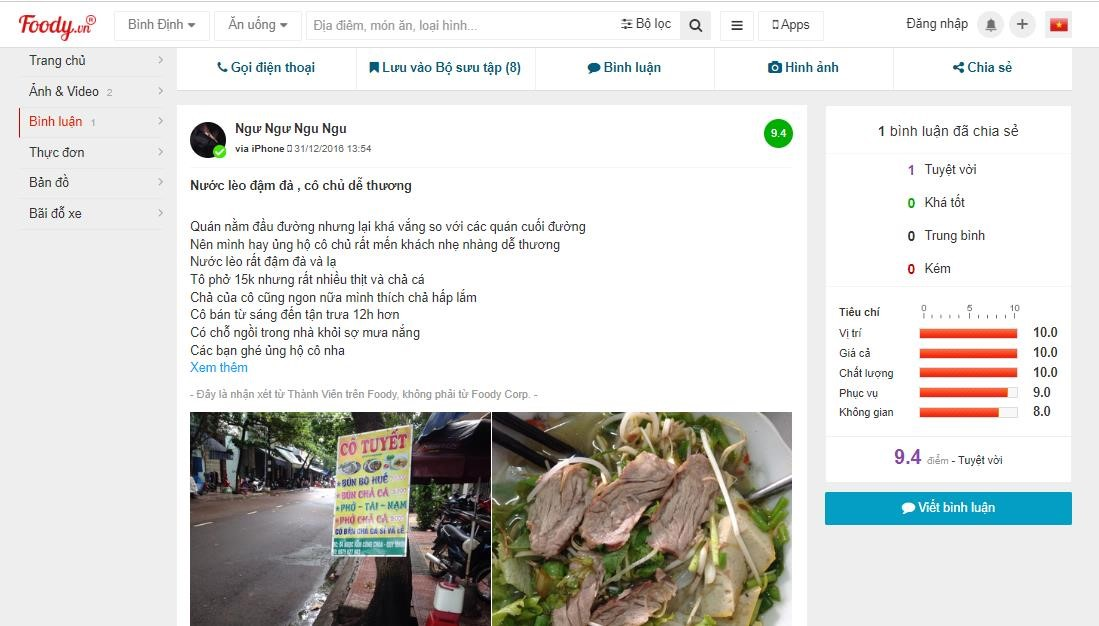 Foody.vn®
Bình Định
Ăn uống
Địa điểm, món ăn, loại hình...
Bộ lọc
Apps
Đăng nhập
Trang chủ
Ảnh & Video 2
Bình luận 1
Thực đơn
Bản đồ
Bãi đỗ xe
Gọi điện thoại
Lưu vào Bộ sưu tập (8)
Bình luận
Hình ảnh
Chia sẻ
Ngư Ngư Ngu Ngu
via iPhone 31/12/2016 13:54
9.4
Nước lèo đậm đà , cô chủ dễ thương
Quán nằm đầu đường nhưng lại khá vắng so với các quán cuối đường
Nên mình hay ủng hộ cô chủ rất mến khách nhẹ nhàng dễ thương
Nước lèo rất đậm đà và lạ
Tô phở 15k nhưng rất nhiều thịt và chả cá
Chả của cô cũng ngon nữa mình thích chả hấp lắm
Cô bán từ sáng đến tận trưa 12h hơn
Có chỗ ngồi trong nhà khỏi sợ mưa nắng
Các bạn ghé ủng hộ cô nha
Xem thêm
- Đây là nhận xét từ Thành Viên trên Foody, không phải từ Foody Corp. -
CÔ TUYẾT
BÚN BÒ HUẾ
BÚN CHẢ CÁ
PHỞ - TÁI - NẠM
PHỞ CHẢ CÁ
CÓ BÁN CHẢ CÁ SỈ VÀ LẺ
1 bình luận đã chia sẻ
1 Tuyệt vời
0 Khá tốt
0 Trung bình
0 Kém
Tiêu chí 0 5 10
Vị trí 10.0
Giá cả 10.0
Chất lượng 10.0
Phục vụ 9.0
Không gian 8.0
9.4 điểm - Tuyệt vời
Viết bình luận